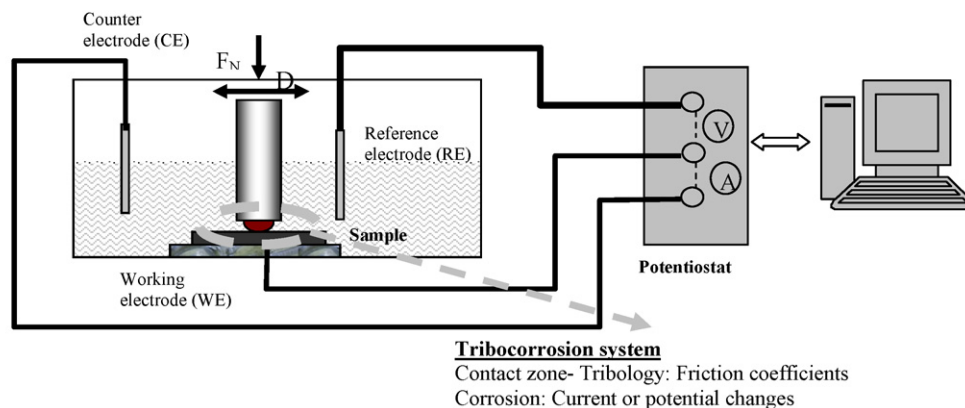 Counter
electrode (CE)
F_N
D
Reference
electrode (RE)
V
A
Sample
Potentiostat
Working
electrode (WE)
Tribocorrosion system
Contact zone- Tribology: Friction coefficients
Corrosion: Current or potential changes